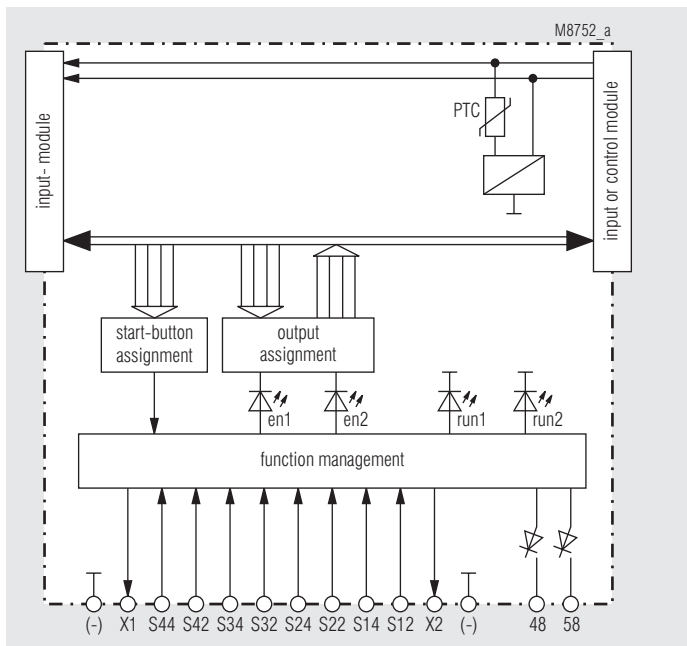 M8752_a
input- module
PTC
input or control module
start-button
assignment
output
assignment
en1
en2
run1
run2
function management
(-) X1 S44 S42 S34 S32 S24 S22 S14 S12 X2 (-) 48 58